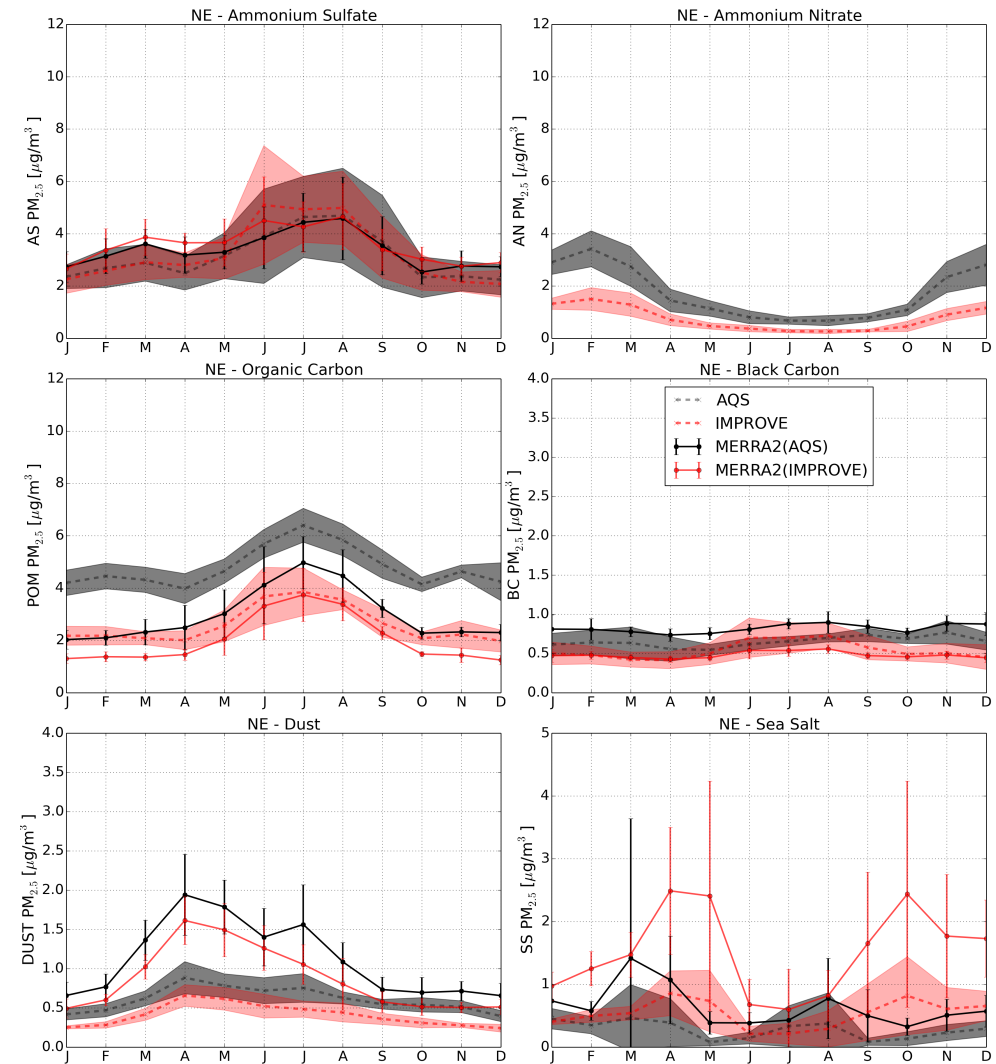 NE - Ammonium Sulfate
AS PM2.5 [μg/m3 ]
12
10
8
6
4
2
0
J F M A M J J A S O N D
NE - Ammonium Nitrate
AN PM2.5 [μg/m3 ]
12
10
8
6
4
2
0
J F M A M J J A S O N D
NE - Organic Carbon
POM PM2.5 [μg/m3 ]
12
10
8
6
4
2
0
J F M A M J J A S O N D
NE - Black Carbon
BC PM2.5 [μg/m3 ]
4.0
3.5
3.0
2.5
2.0
1.5
1.0
0.5
0.0
AQS
IMPROVE
MERRA2(AQS)
MERRA2(IMPROVE)
J F M A M J J A S O N D
NE - Dust
DUST PM2.5 [μg/m3 ]
4.0
3.5
3.0
2.5
2.0
1.5
1.0
0.5
0.0
J F M A M J J A S O N D
NE - Sea Salt
SS PM2.5 [μg/m3 ]
5
4
3
2
1
0
J F M A M J J A S O N D